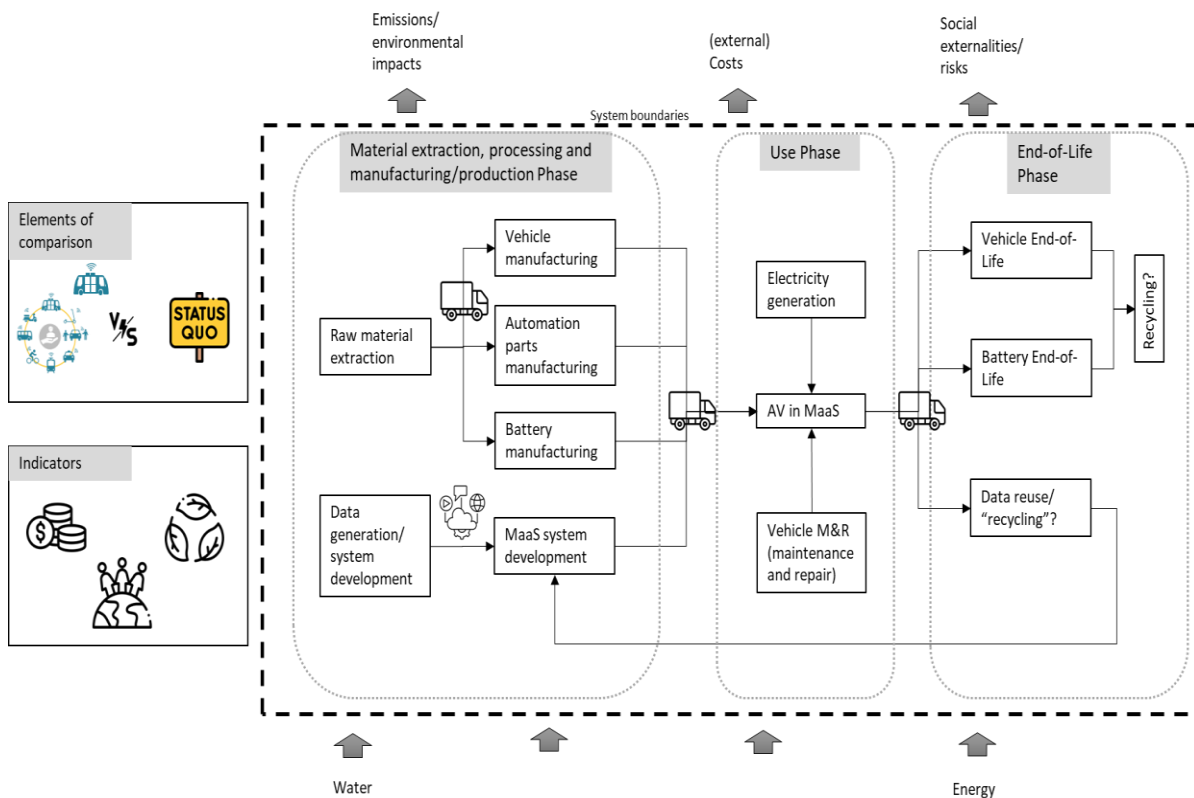 Emissions/
environmental
impacts
(external)
Costs
Social
externalities/
risks
System boundaries
Material extraction, processing and
manufacturing/production Phase
Use Phase
End-of-Life
Phase
Elements of
comparison
V/S
STATUS
QUO
Indicators
$
Raw material
extraction
Vehicle
manufacturing
Automation
parts
manufacturing
Battery
manufacturing
Data
generation/
system
development
MaaS system
development
Electricity
generation
AV in MaaS
Vehicle M&R
(maintenance
and repair)
Vehicle End-of-
Life
Battery End-of-
Life
Recycling?
Data reuse/
“recycling”?
Water
Energy